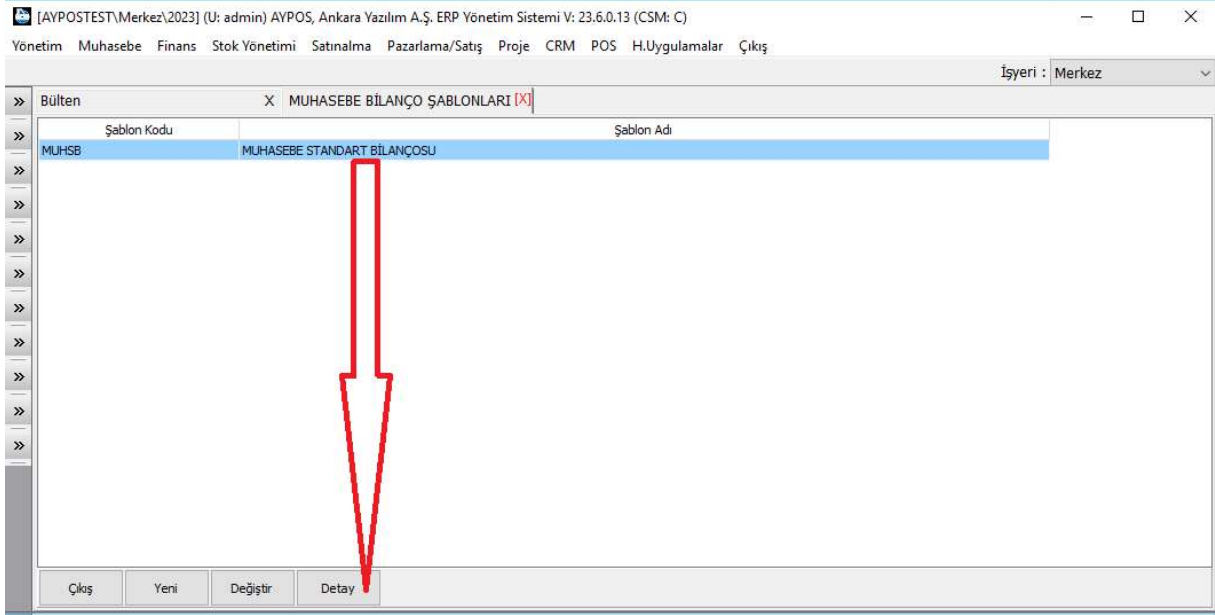 [AYPOSTEST\Merkez\2023] (U: admin) AYPOS, Ankara Yazılım A.Ş. ERP Yönetim Sistemi V: 23.6.0.13 (CSM: C)
Yönetim Muhasebe Finans Stok Yönetimi Satınalma Pazarlama/Satış Proje CRM POS H.Uygulamalar Çıkış
İşyeri : Merkez
Bülten X MUHASEBE BİLANÇO ŞABLONLARI [X]
Şablon Kodu Şablon Adı
MUHSB MUHASEBE STANDART BİLANÇOSU
Çıkış Yeni Değiştir Detay